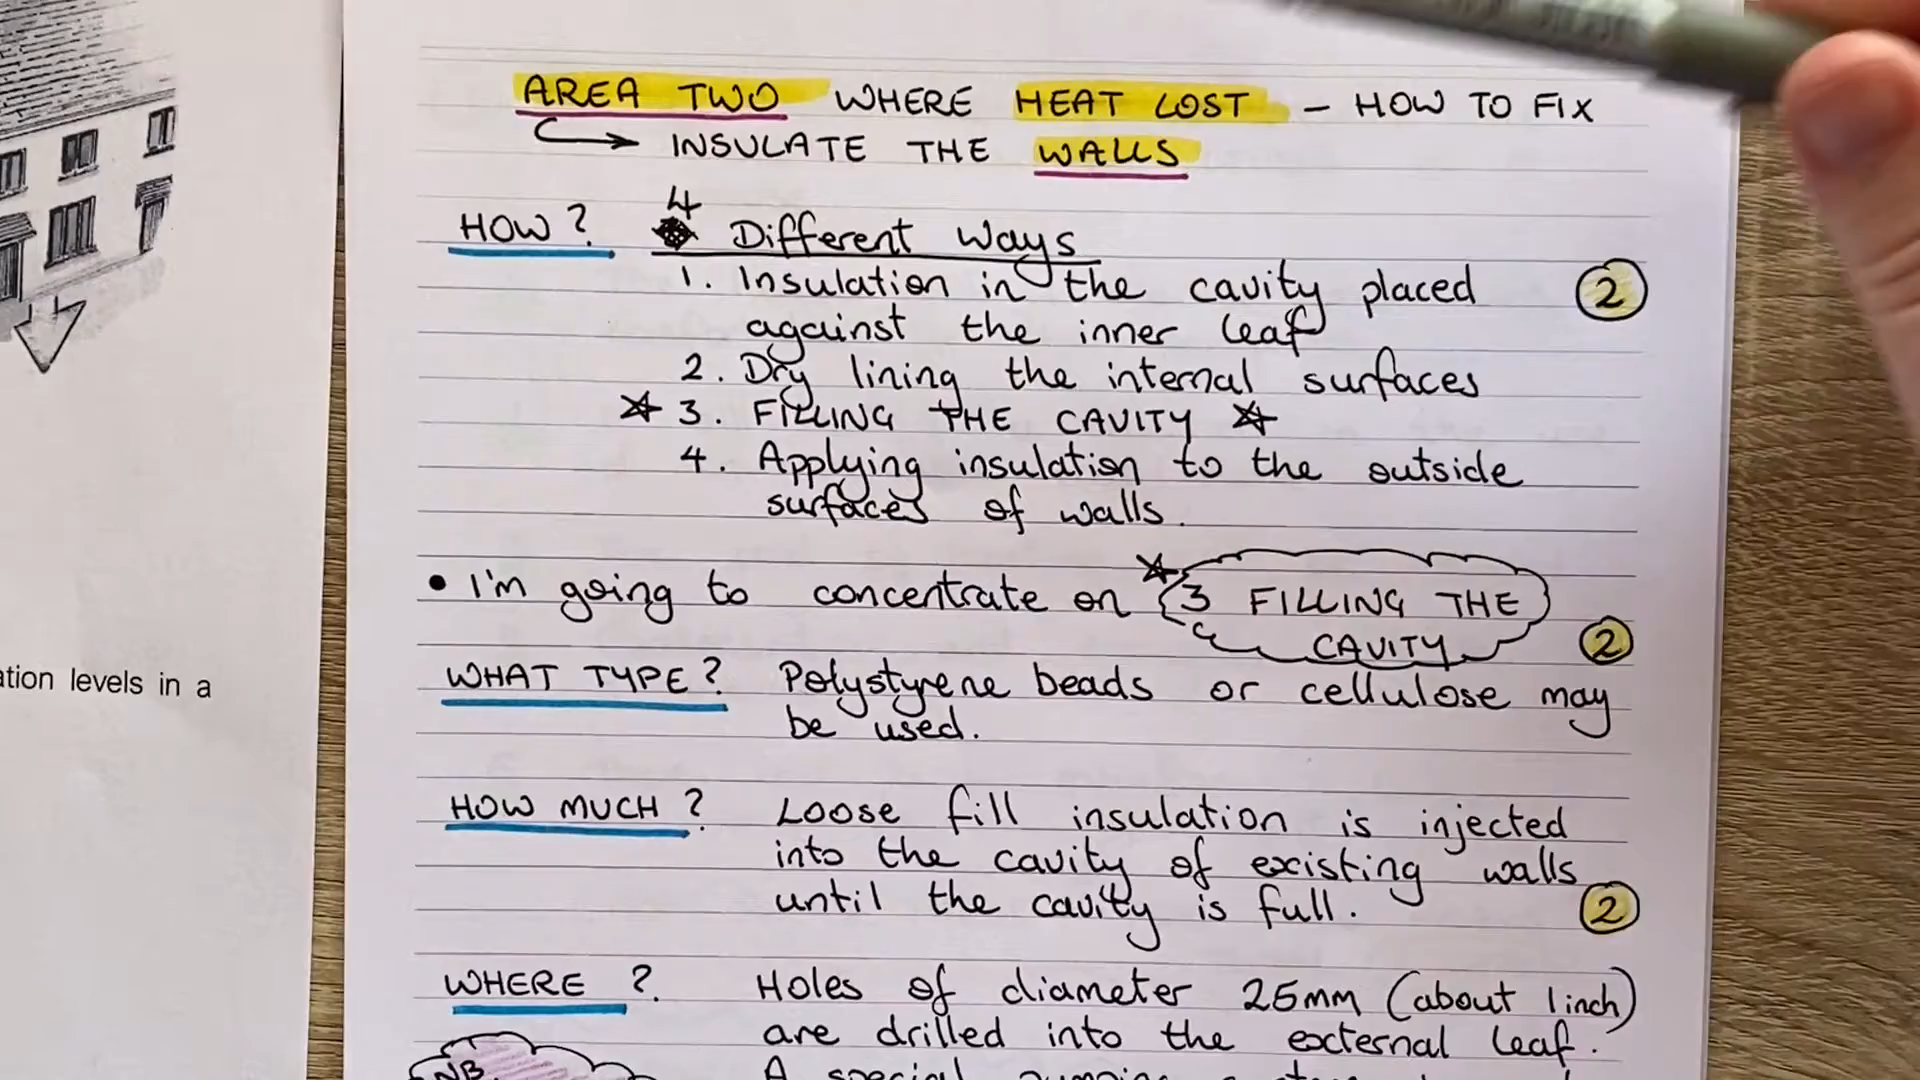 AREA TWO WHERE HEAT LOST – HOW TO FIX
INSULATE THE WALLS
4
HOW? Different Ways
1. Insulation in the cavity placed
against the inner leaf
2
2. Dry lining the internal surfaces
3. FILLING THE CAVITY
4. Applying insulation to the outside
surfaces of walls.
• I'm going to concentrate on 3 FILLING THE
CAVITY
2
WHAT TYPE? Polystyrene beads or cellulose may
be used.
ation levels in a
HOW MUCH? Loose fill insulation is injected
into the cavity of existing walls
until the cavity is full.
2
WHERE? Holes of diameter 25mm (about 1 inch)
are drilled into the external leaf.
NB
A special